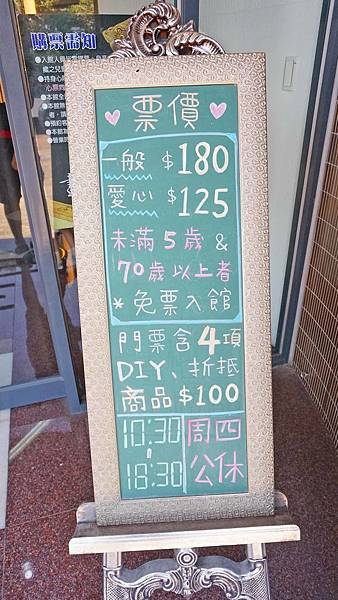 購票需知
♥ 票價 ♥
一般 $180
愛心 $125
未滿5歲 &
70歲以上者
* 免票入館
門票含4項
DIY、折抵
商品$100
10:30
|
18:30
周四
公休